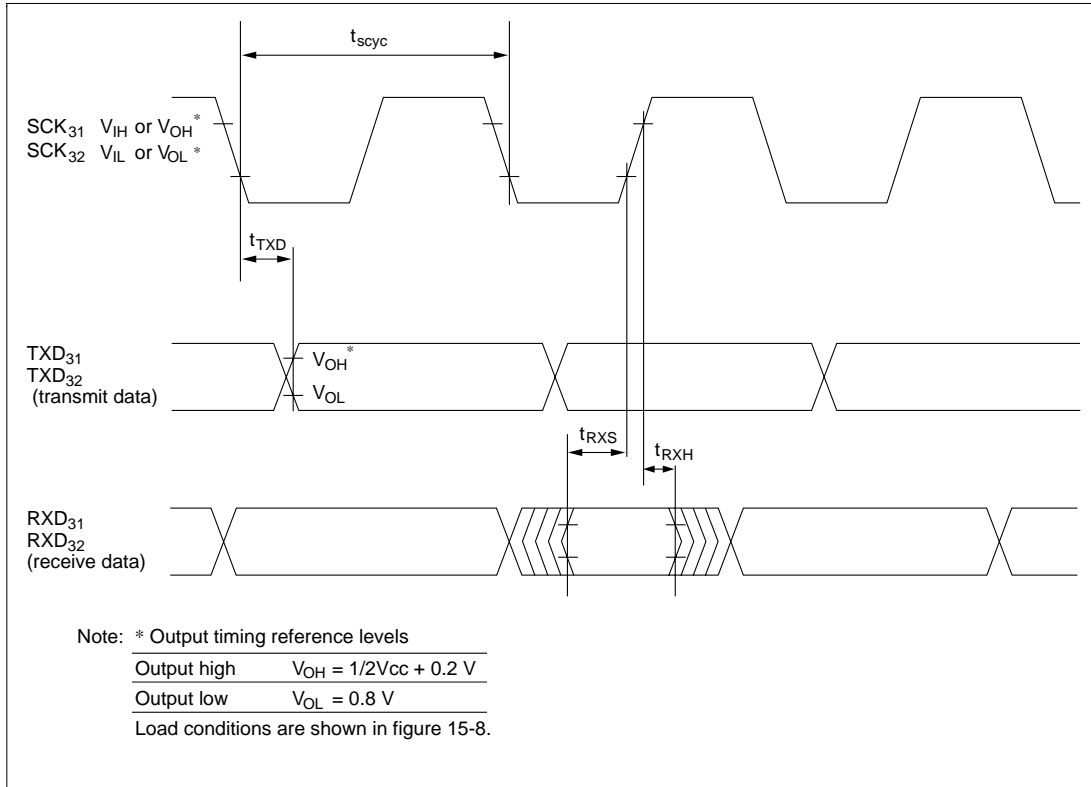 tscyc
SCK31 VIH or VOH*
SCK32 VIL or VOL*
tTXD
TXD31
TXD32
(transmit data)
VOH*
VOL
tRXS
tRXH
RXD31
RXD32
(receive data)
Note: * Output timing reference levels
Output high VOH = 1/2Vcc + 0.2 V
Output low VOL = 0.8 V
Load conditions are shown in figure 15-8.